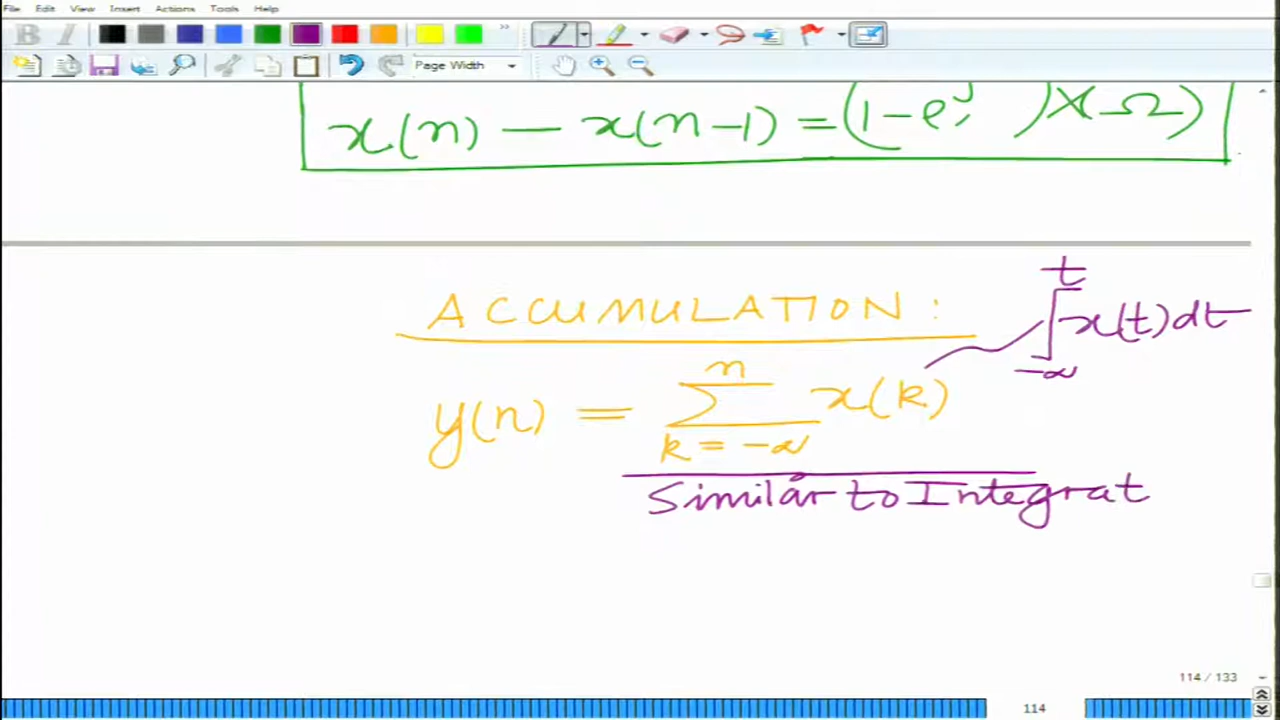 File Edit View Insert Actions Tools Help
B I
Page Width
x(n) — x(n-1) = (1-e^j )X(Ω)
ACCUMULATION :
∫_{-∞}^{t} x(t)dt
y(n) = ∑_{k=-∞}^{n} x(k)
Similar to Integrat
114 / 133
114